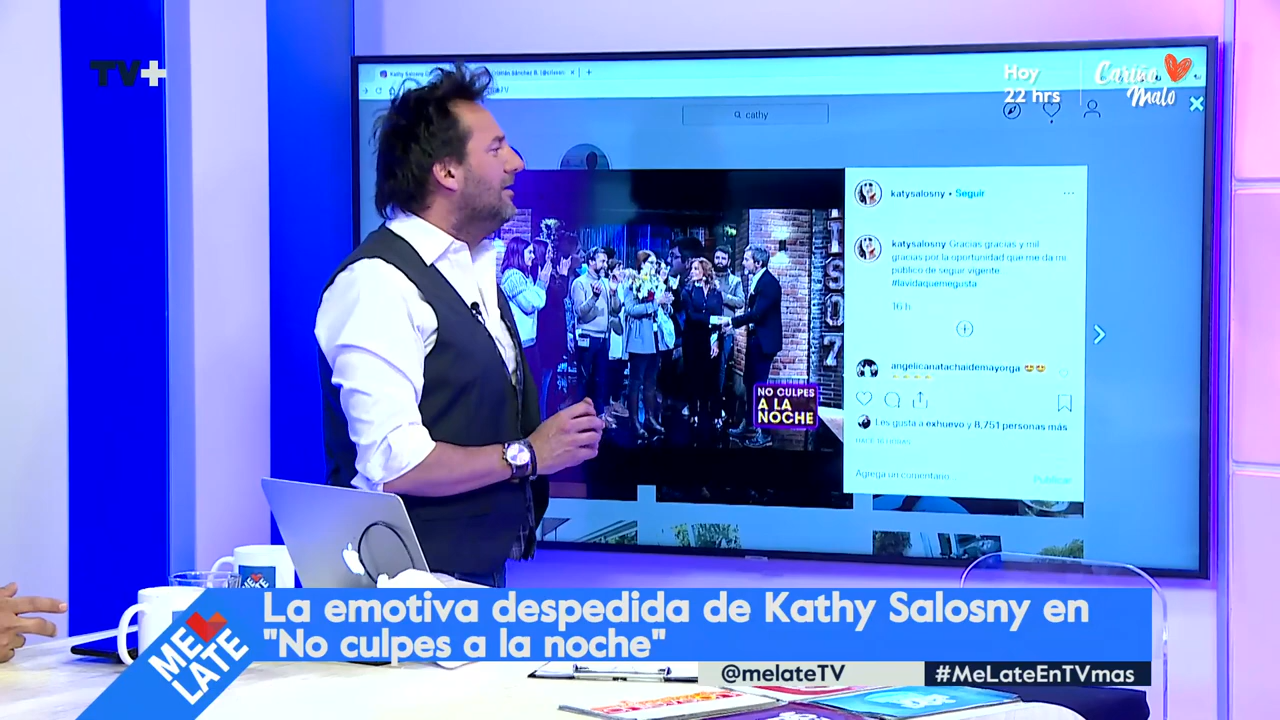 TV+
Hoy
22 hrs
Cariño
Malo
cathy
katysalosny • Seguir
katysalosny Gracias gracias y mil
gracias por la oportunidad que me da mi
público de seguir vigente
#lavidaquemegusta
16 h
angelicanatachaidemayorga
Les gusta a exhuevo y 8,751 personas más
HACE 16 HORAS
Agrega un comentario...
Publicar
NO CULPES
A LA
NOCHE
La emotiva despedida de Kathy Salosny en
"No culpes a la noche"
ME
LATE
@melateTV
#MeLateEnTVmas